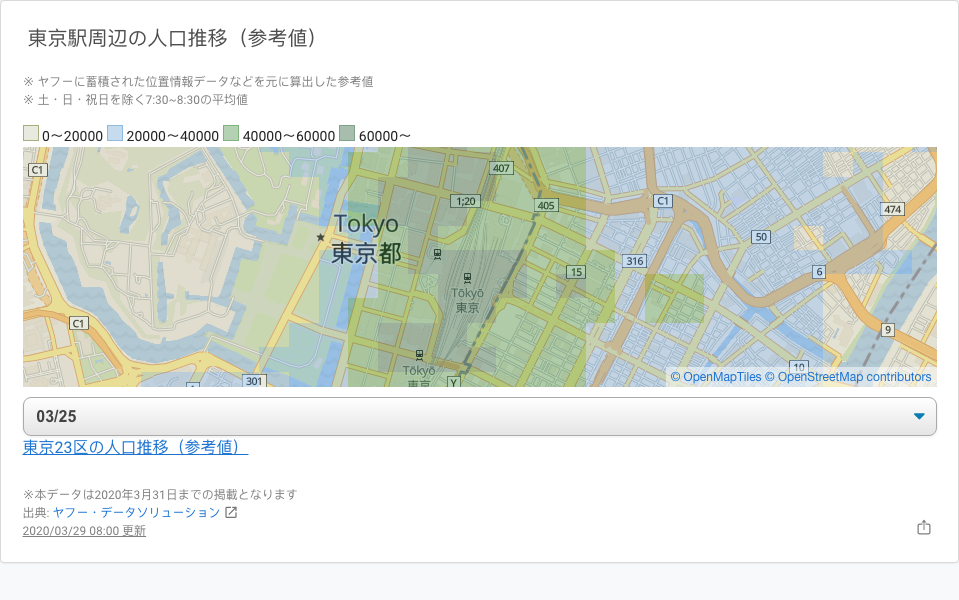 東京駅周辺の人口推移（参考値）
※ ヤフーに蓄積された位置情報データなどを元に算出した参考値
※ 土・日・祝日を除く7:30~8:30の平均値
0〜20000 20000〜40000 40000〜60000 60000〜
C1
407
1;20
405
C1
474
Tokyo
東京都
50
316
15
6
Tōkyō
東京
C1
9
Tōkyō
東京
301
Y
10
© OpenMapTiles © OpenStreetMap contributors
03/25
東京23区の人口推移（参考値）
※本データは2020年3月31日までの掲載となります
出典: ヤフー・データソリューション
2020/03/29 08:00 更新